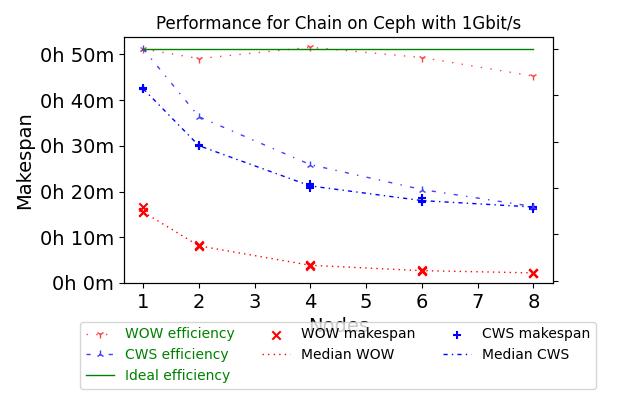 Performance for Chain on Ceph with 1Gbit/s
Makespan
0h 50m
0h 40m
0h 30m
0h 20m
0h 10m
0h 0m
1 2 3 4 5 6 7 8
Nodes
WOW efficiency WOW makespan CWS makespan
CWS efficiency Median WOW Median CWS
Ideal efficiency